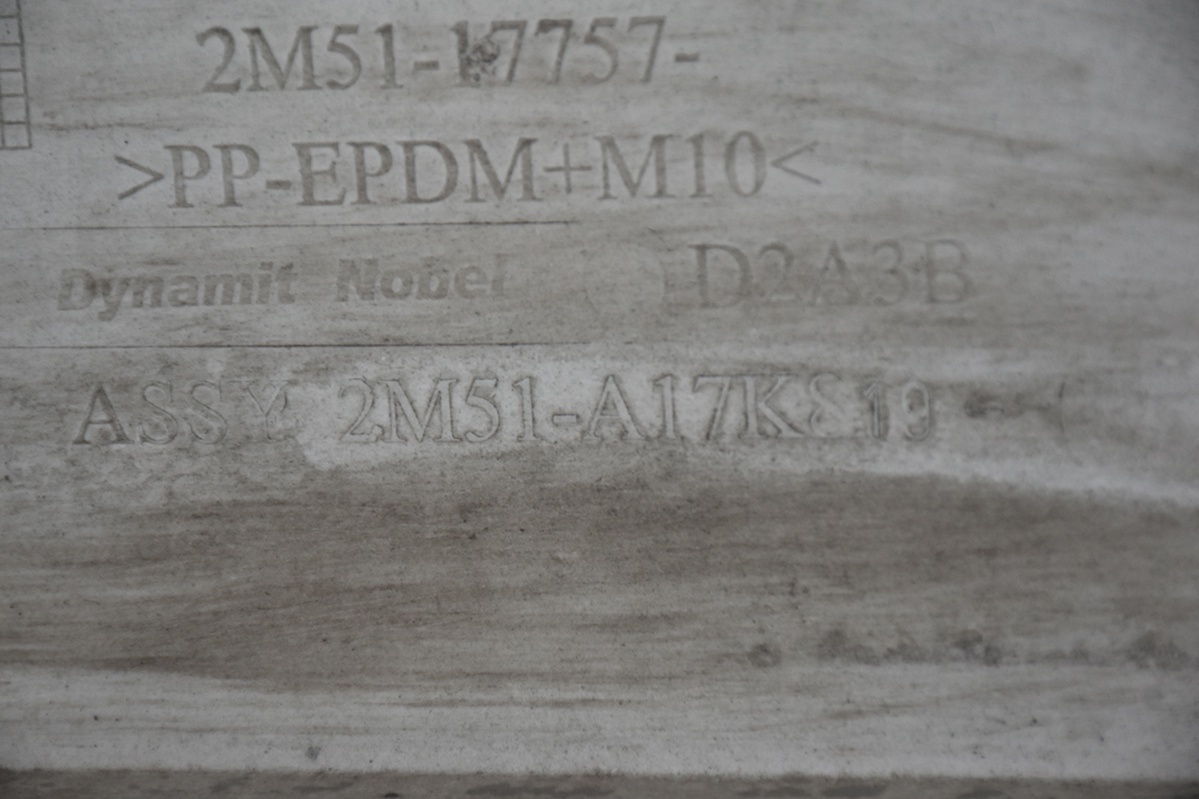 2M51-17757-
>PP-EPDM+M10<
Dynamit Nobel D2A3B
ASSY 2M51-A17K819